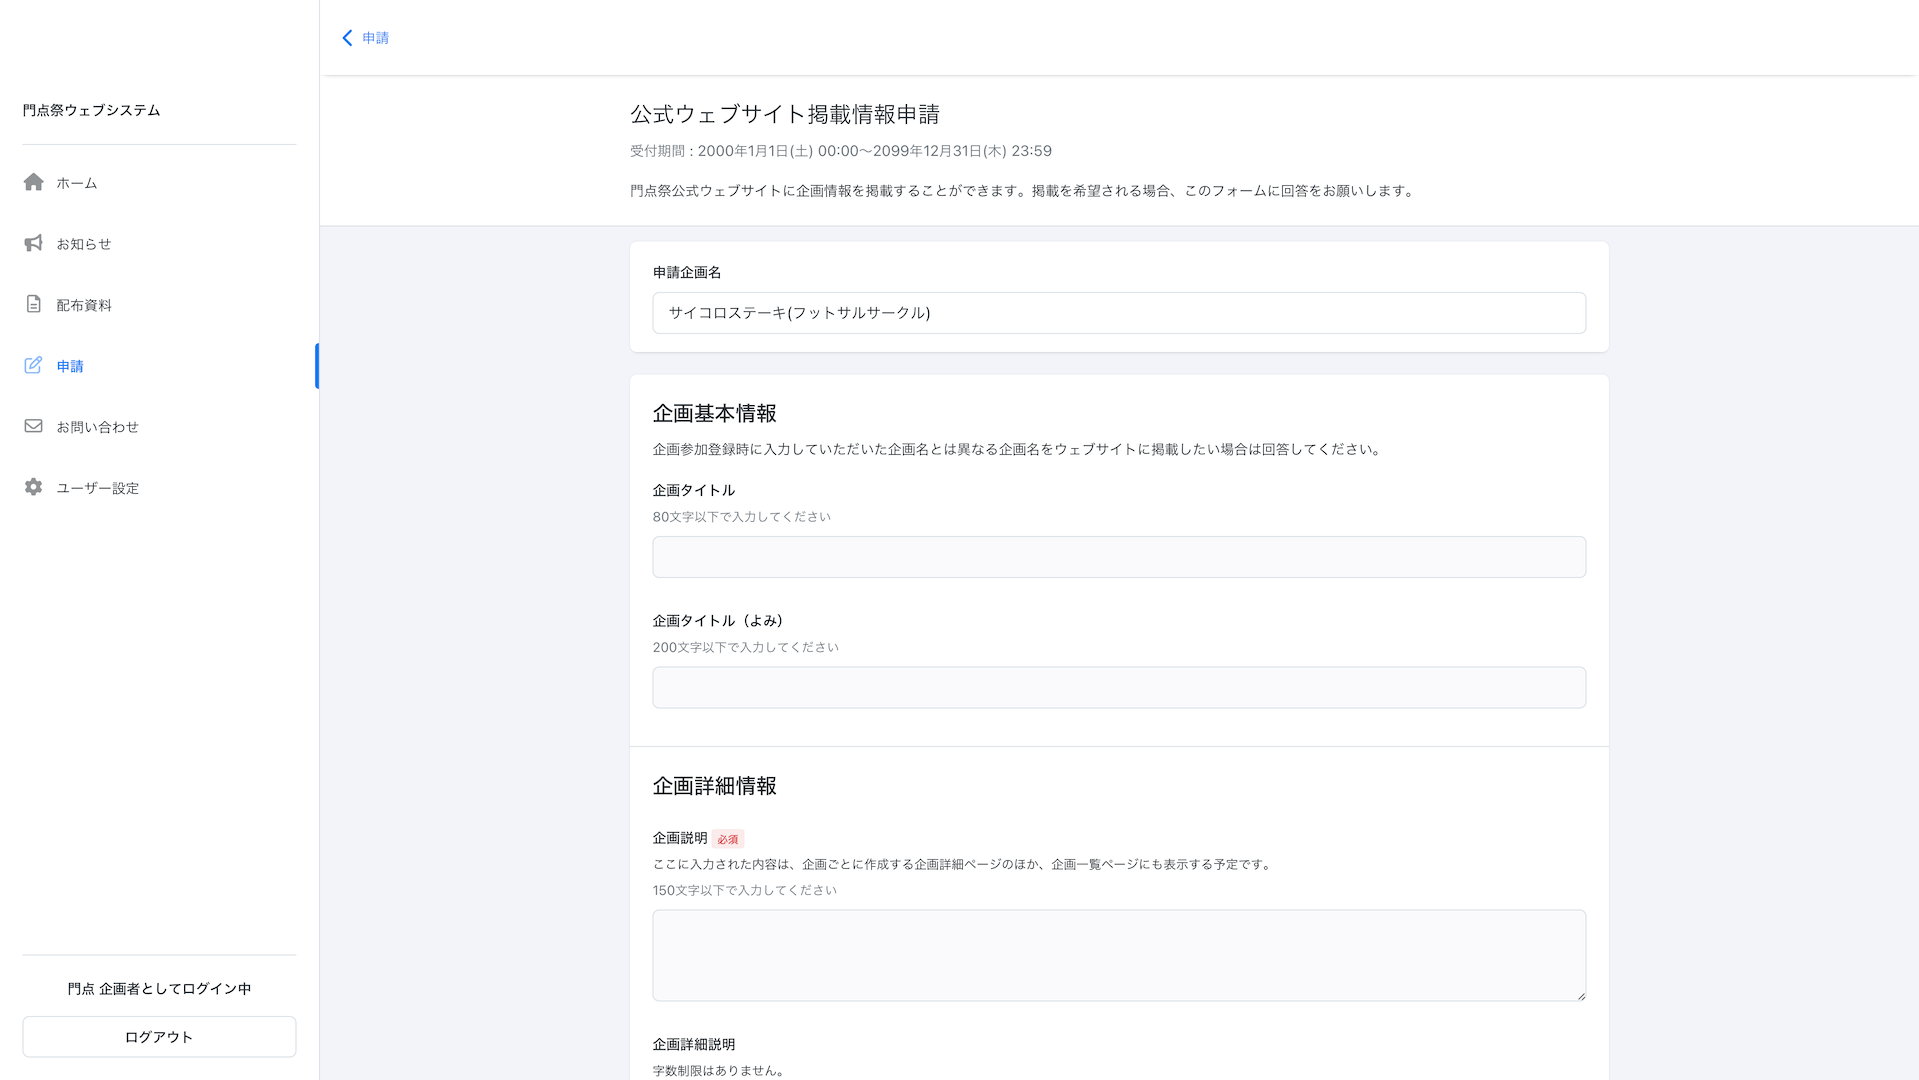 門点祭ウェブシステム
ホーム
お知らせ
配布資料
申請
お問い合わせ
ユーザー設定
門点 企画者としてログイン中
ログアウト
申請
公式ウェブサイト掲載情報申請
受付期間 : 2000年1月1日(土) 00:00〜2099年12月31日(木) 23:59
門点祭公式ウェブサイトに企画情報を掲載することができます。掲載を希望される場合、このフォームに回答をお願いします。
申請企画名
サイコロステーキ(フットサルサークル)
企画基本情報
企画参加登録時に入力していただいた企画名とは異なる企画名をウェブサイトに掲載したい場合は回答してください。
企画タイトル
80文字以下で入力してください
企画タイトル（よみ）
200文字以下で入力してください
企画詳細情報
企画説明 必須
ここに入力された内容は、企画ごとに作成する企画詳細ページのほか、企画一覧ページにも表示する予定です。
150文字以下で入力してください
企画詳細説明
字数制限はありません。